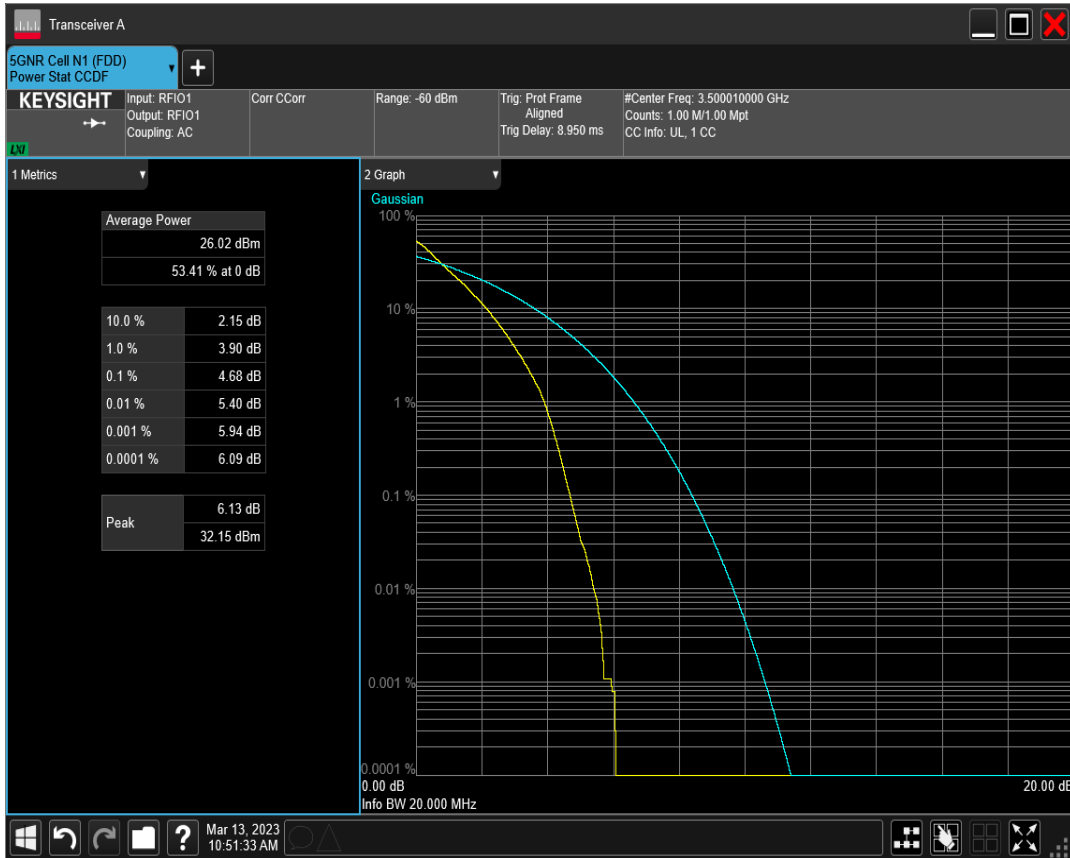 Transceiver A
5GNR Cell N1 (FDD)
Power Stat CCDF
+
KEYSIGHT
LXI
Input: RFIO1
Output: RFIO1
Coupling: AC
Corr CCorr
Range: -60 dBm
Trig: Prot Frame
Aligned
Trig Delay: 8.950 ms
#Center Freq: 3.500010000 GHz
Counts: 1.00 M/1.00 Mpt
CC Info: UL, 1 CC
1 Metrics
Average Power
26.02 dBm
53.41 % at 0 dB
10.0 % 2.15 dB
1.0 % 3.90 dB
0.1 % 4.68 dB
0.01 % 5.40 dB
0.001 % 5.94 dB
0.0001 % 6.09 dB
Peak
6.13 dB
32.15 dBm
2 Graph
Gaussian
100 %
10 %
1 %
0.1 %
0.01 %
0.001 %
0.0001 %
0.00 dB 20.00 dB
Info BW 20.000 MHz
?
Mar 13, 2023
10:51:33 AM